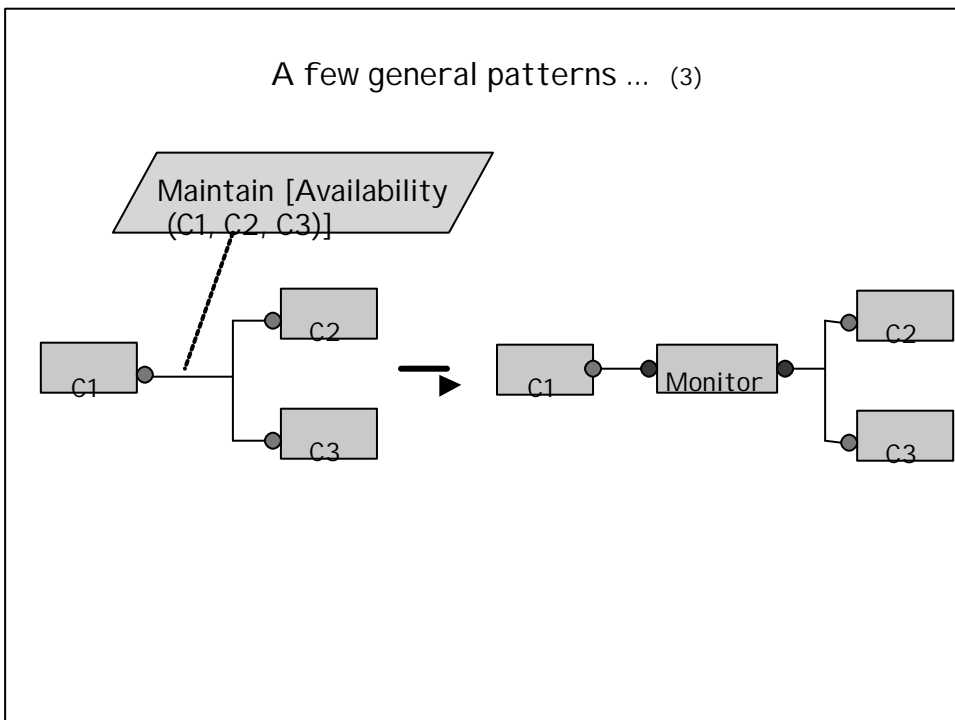 A few general patterns ... (3)
Maintain [Availability
(C1, C2, C3)]
C2
C1
C3
C1
Monitor
C2
C3